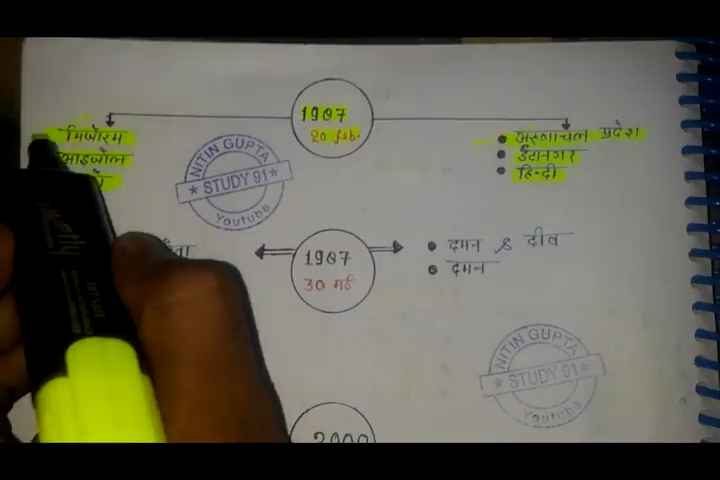 1987
20 feb.
मिजोरम
आइजोल
अरुणाचल प्रदेश
ईटानगर
हिन्दी
NITIN GUPTA
STUDY 91
Youtube
1987
30 मई
दमन & दीव
दमन
NITIN GUPTA
STUDY 91
Youtube
2000